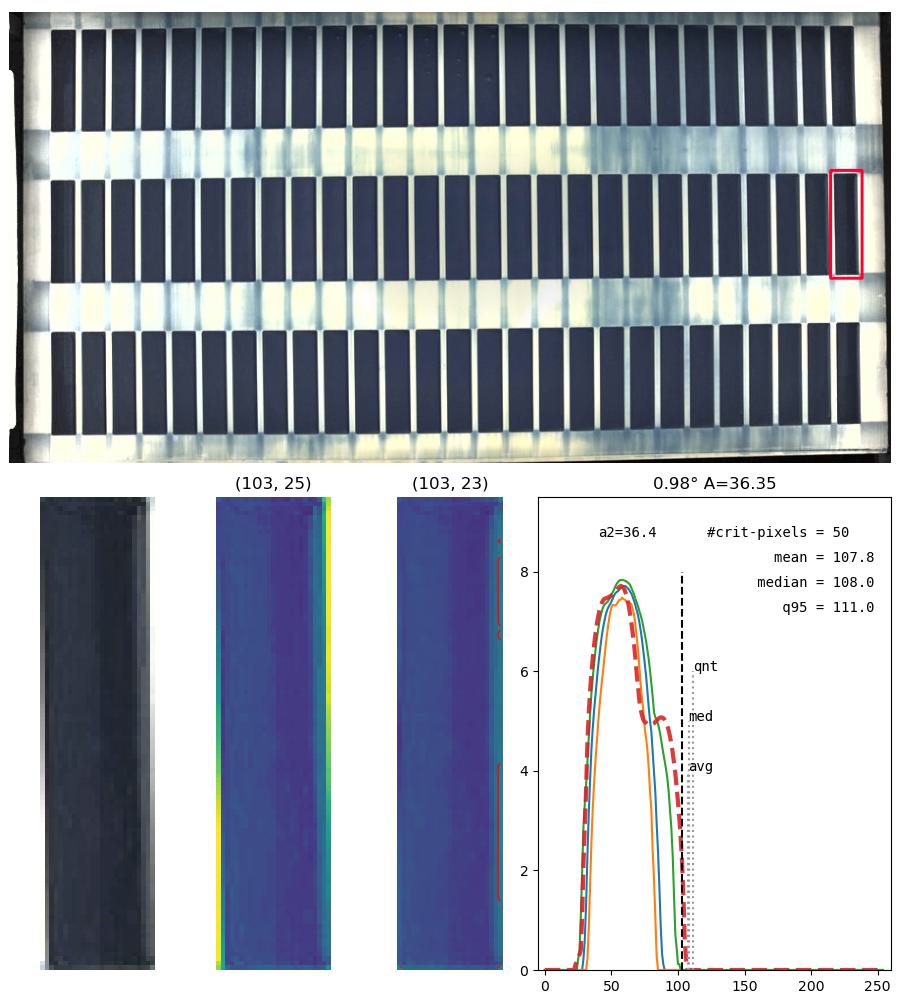 (103, 25)
(103, 23)
0.98° A=36.35
a2=36.4
#crit-pixels = 50
mean = 107.8
median = 108.0
q95 = 111.0
qnt
med
avg
8
6
4
2
0
0 50 100 150 200 250